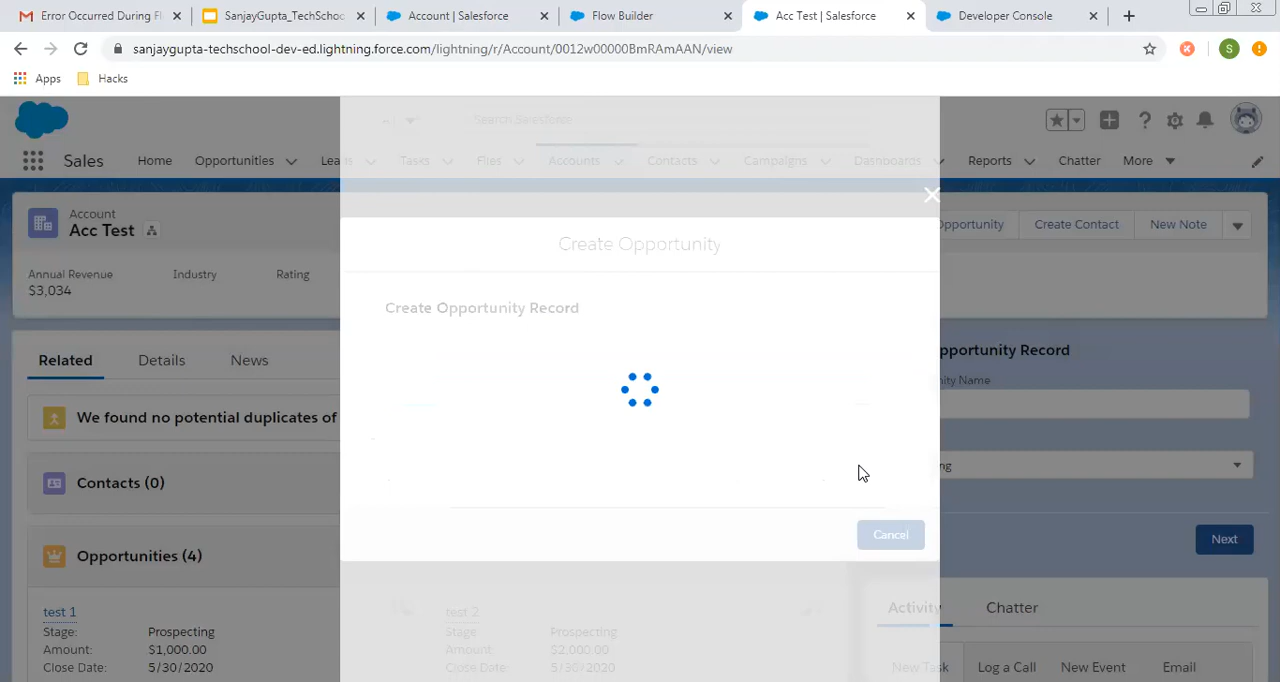 Error Occurred During Fl
SanjayGupta_TechSchoo
Account | Salesforce
Flow Builder
Acc Test | Salesforce
Developer Console
sanjaygupta-techschool-dev-ed.lightning.force.com/lightning/r/Account/0012w00000BmRAmAAN/view
S
Apps
Hacks
Search Salesforce
Sales
Home
Opportunities
Leads
Tasks
Files
Accounts
Contacts
Campaigns
Dashboards
Reports
Chatter
More
Account
Acc Test
pportunity
Create Contact
New Note
Annual Revenue
Industry
Rating
$3,034
Create Opportunity
Create Opportunity Record
Cancel
Related
Details
News
We found no potential duplicates of
Contacts (0)
Opportunities (4)
test 1
Stage:
Prospecting
Amount:
$1,000.00
Close Date:
5/30/2020
test 2
Stage
Prospecting
Amount:
$2,000.00
Close Date:
5/30/2020
pportunity Record
nity Name
ng
Next
Activity
Chatter
New Task
Log a Call
New Event
Email